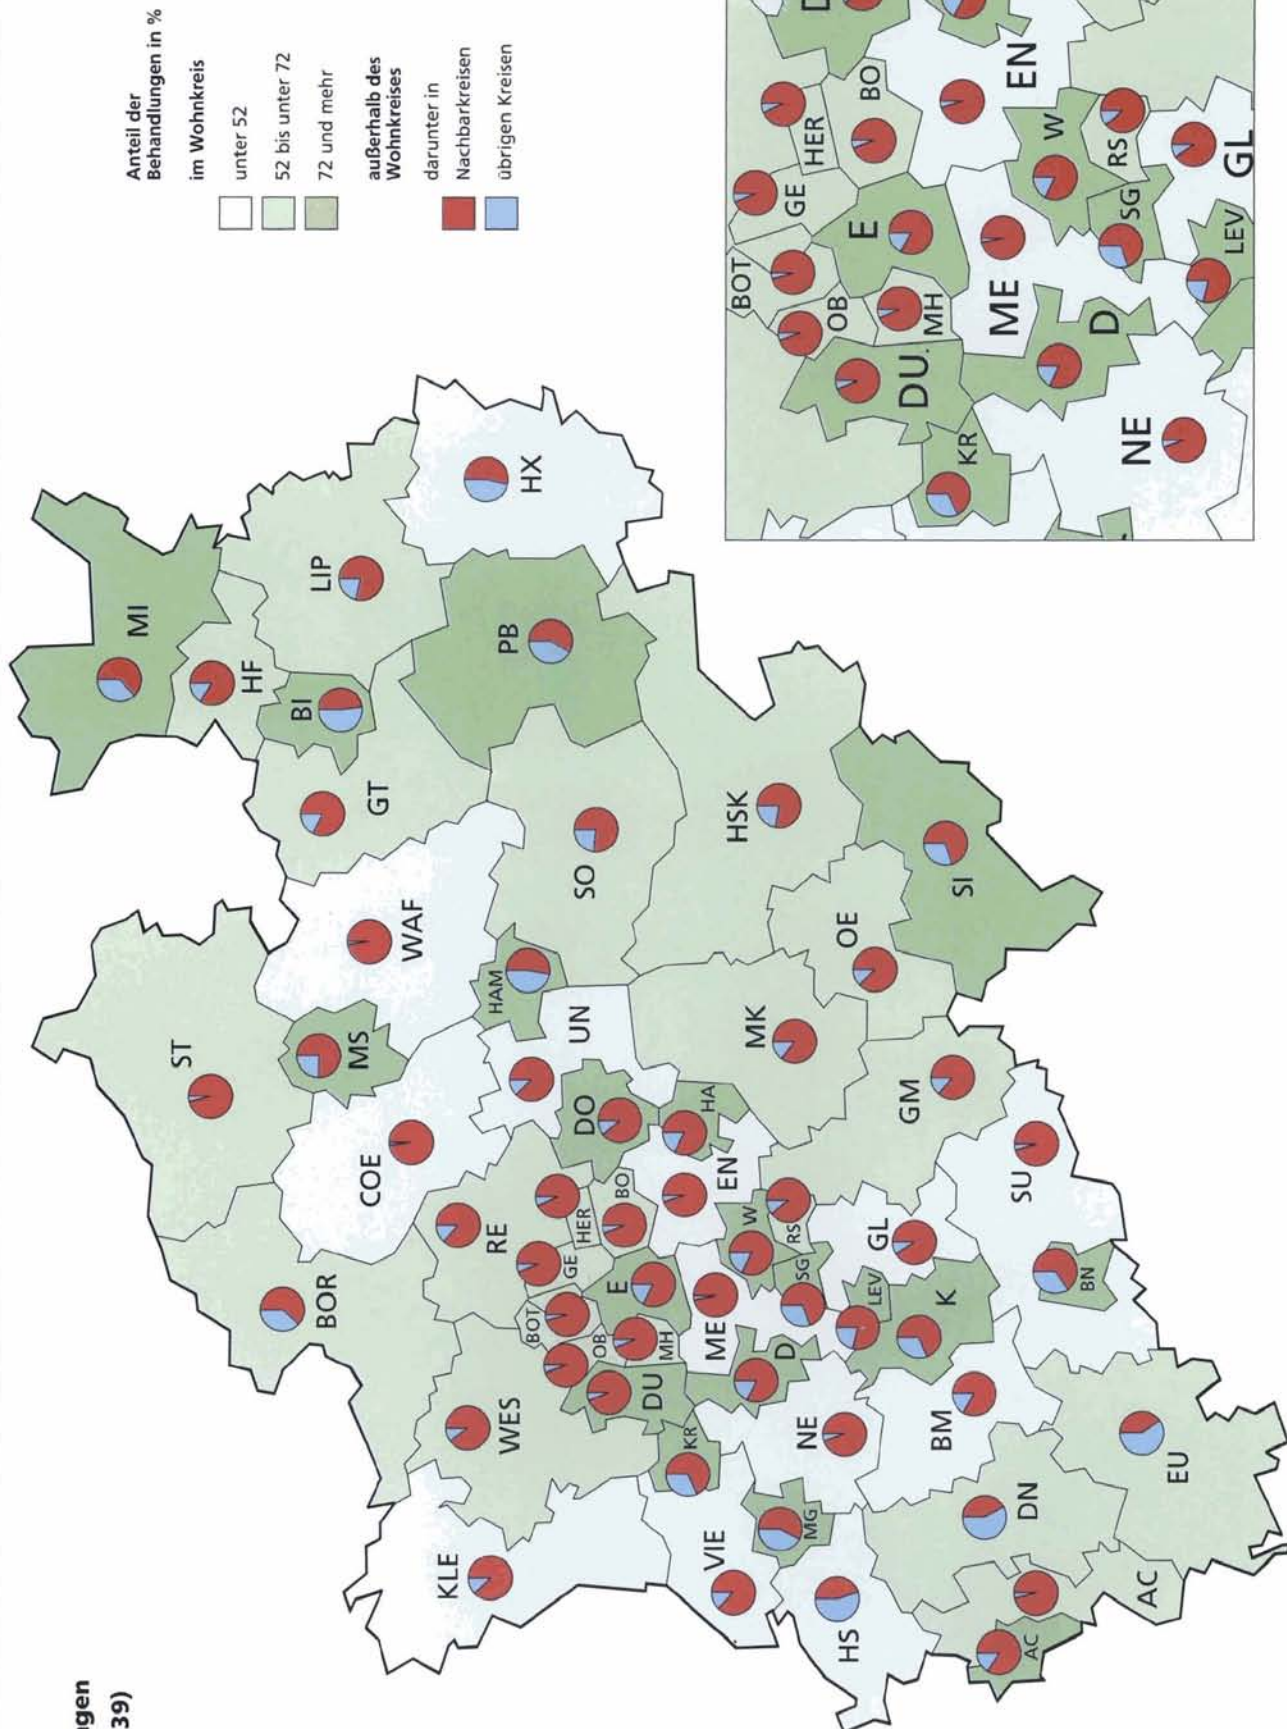 gen
39)
Anteil der
Behandlungen in %
im Wohnkreis
unter 52
52 bis unter 72
72 und mehr
außerhalb des
Wohnkreises
darunter in
Nachbarkreisen
übrigen Kreisen
MI
HF
LIP
BI
GT
HX
PB
ST
MS
WAF
SO
HSK
HAM
UN
COE
BOR
RE
DO
HA
MK
OE
SI
EN
HER
BO
GE
BOT
OB
E
MH
DU
WES
KLE
KR
VIE
ME
W
RS
SG
D
NE
MG
HS
GL
LEV
K
GM
SU
BN
BM
DN
EU
AC
AC
D
HER
BO
EN
GE
BOT
OB
E
MH
DU
W
RS
SG
GL
LEV
ME
D
KR
NE